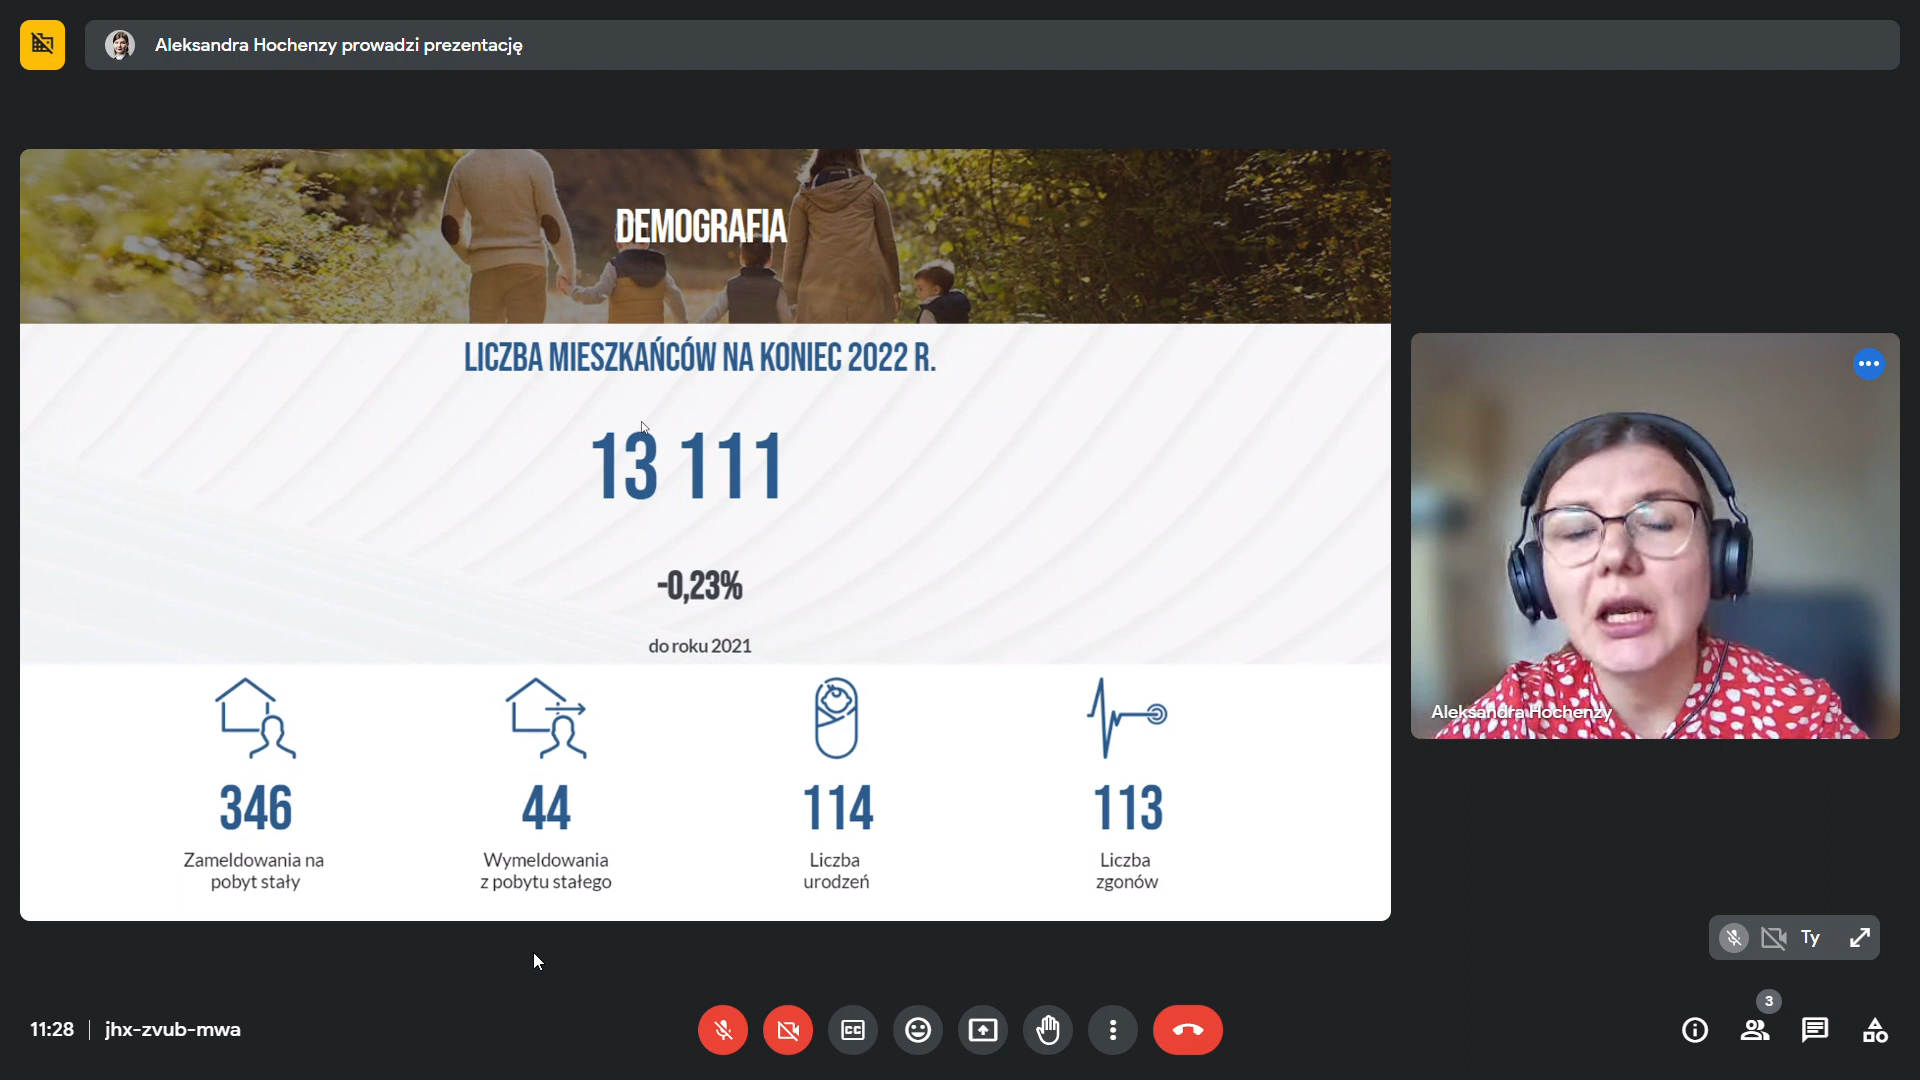 Aleksandra Hochenzy prowadzi prezentację
DEMOGRAFIA
LICZBA MIESZKAŃCÓW NA KONIEC 2022 R.
13 111
-0,23%
do roku 2021
346
Zameldowania na
pobyt stały
44
Wymeldowania
z pobytu stałego
114
Liczba
urodzeń
113
Liczba
zgonów
Aleksandra Hochenzy
Ty
3
11:28
jhx-zvub-mwa
CC